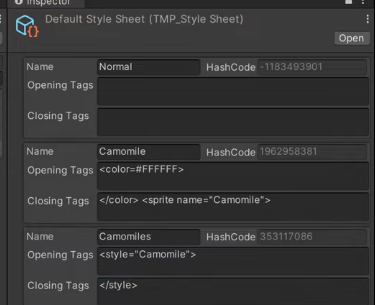 Inspector
Default Style Sheet (TMP_Style Sheet)
Open
Name Normal HashCode -1183493901
Opening Tags
Closing Tags
Name Camomile HashCode 1962958381
Opening Tags <color=#FFFFFF>
Closing Tags </color> <sprite name="Camomile">
Name Camomiles HashCode 353117086
Opening Tags <style="Camomile">
Closing Tags </style>